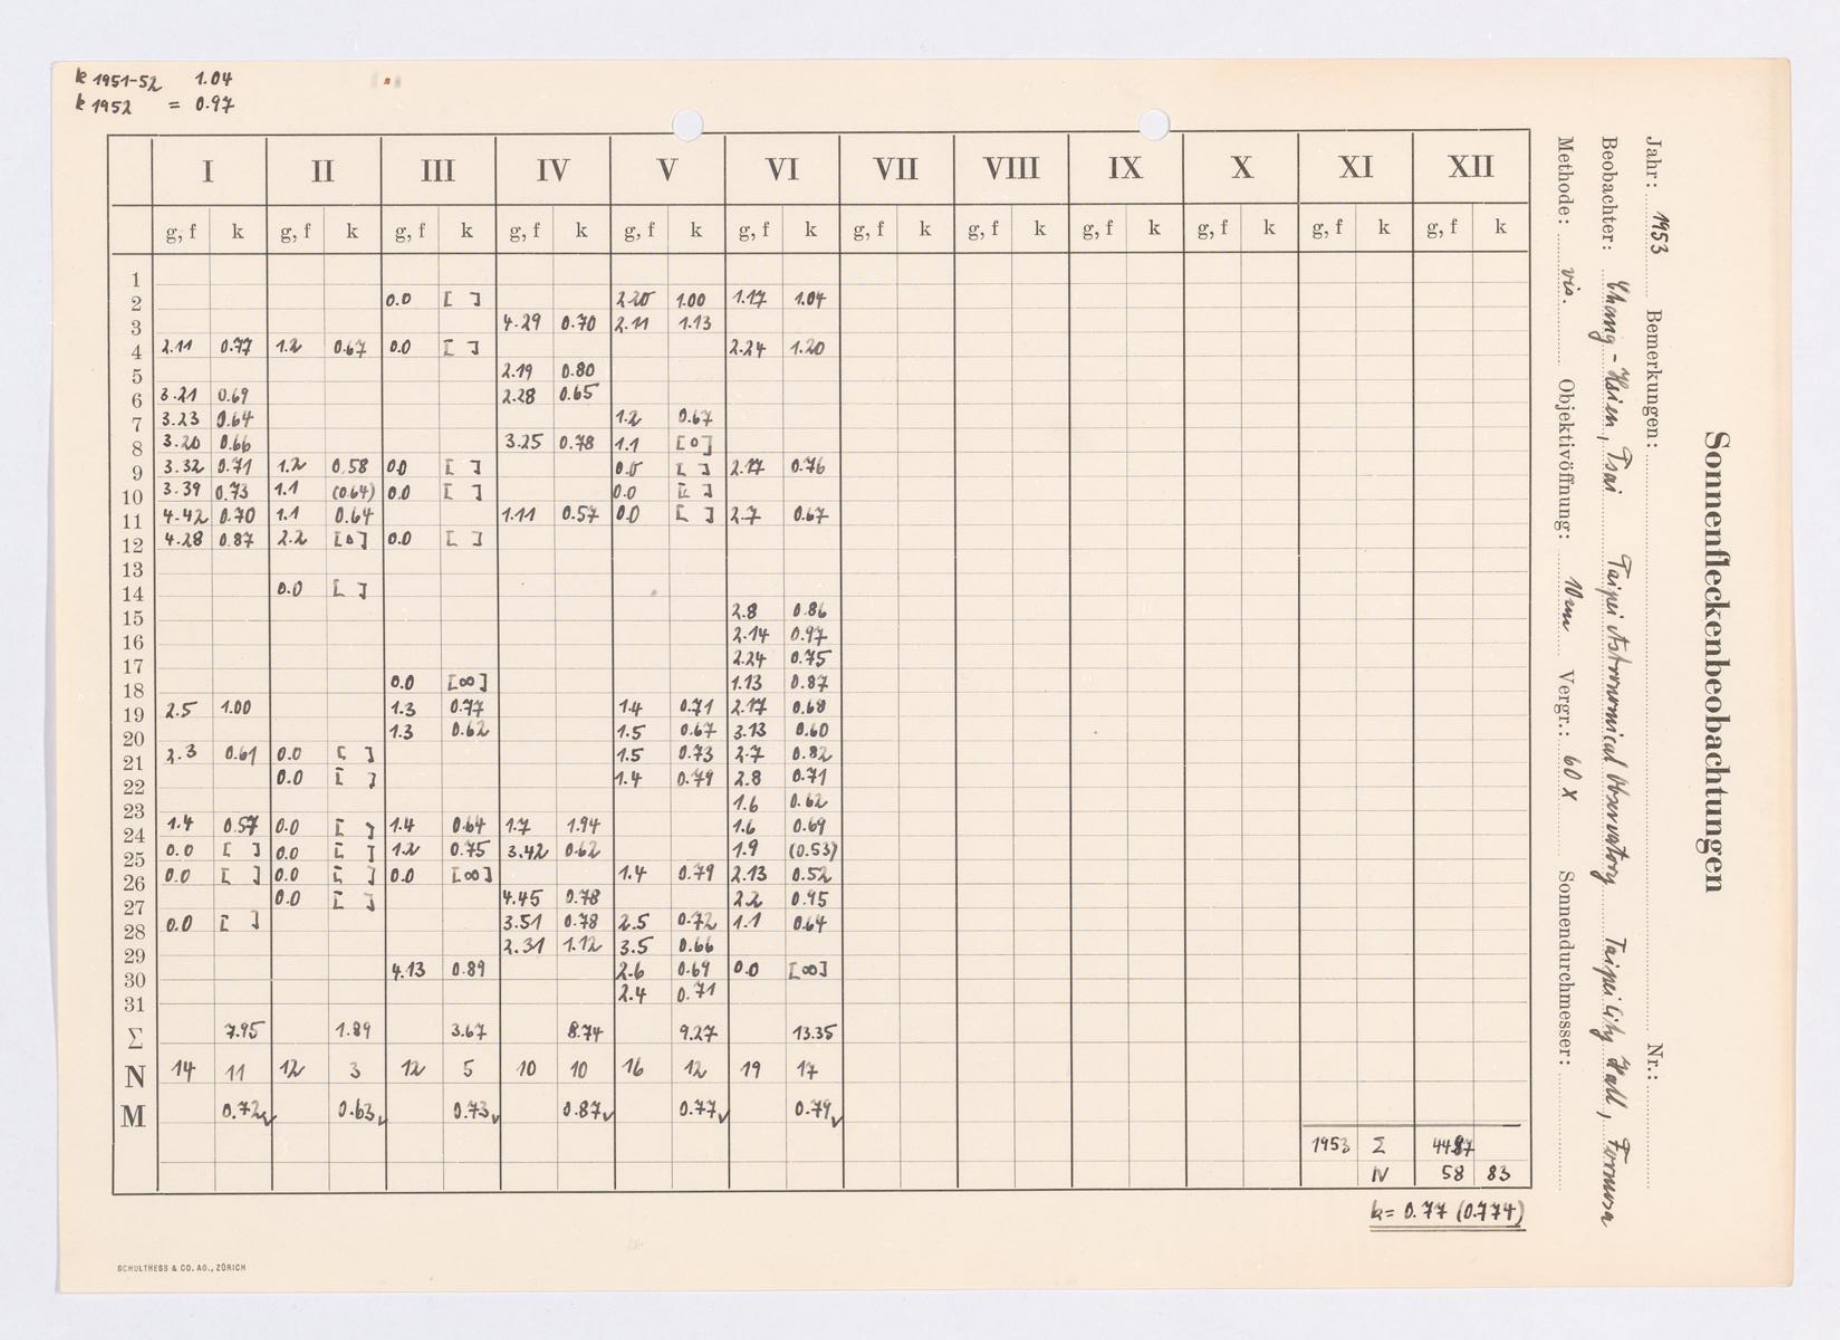 k 1951-52 1.04
k 1952 = 0.97
Sonnenfleckenbeobachtungen
Jahr: 1953 Bemerkungen: Nr.:
Beobachter: Chang-Hsien, Tsai Taipei Astronomical Observatory Taipei City Hall, Formosa
Methode: vis. Objektivöffnung: 10 cm Vergr.: 60 x Sonnendurchmesser:
I II III IV V VI VII VIII IX X XI XII
g, f k g, f k g, f k g, f k g, f k g, f k g, f k g, f k g, f k g, f k g, f k g, f k
1
2 0.0 [ ] 2.20 1.00 1.17 1.04
3 4.29 0.70 2.11 1.13
4 2.11 0.77 1.2 0.67 0.0 [ ] 2.24 1.20
5 2.19 0.80
6 3.21 0.69 2.28 0.65
7 3.23 0.64 1.2 0.67
8 3.20 0.66 3.25 0.78 1.1 [0]
9 3.32 0.71 1.2 0.58 0.0 [ ] 0.0 [ ] 2.17 0.76
10 3.39 0.73 1.1 (0.64) 0.0 [ ] 0.0 [ ]
11 4.42 0.70 1.1 0.64 1.11 0.57 0.0 [ ] 2.7 0.67
12 4.28 0.87 2.2 [0] 0.0 [ ]
13
14 0.0 [ ]
15 2.8 0.86
16 2.14 0.97
17 2.24 0.75
18 0.0 [∞] 1.13 0.87
19 2.5 1.00 1.3 0.77 1.4 0.71 2.17 0.68
20 1.3 0.62 1.5 0.67 3.13 0.60
21 2.3 0.61 0.0 [ ] 1.5 0.73 2.7 0.82
22 0.0 [ ] 1.4 0.79 2.8 0.71
23 1.6 0.62
24 1.4 0.57 0.0 [ ] 1.4 0.64 1.7 1.94 1.6 0.69
25 0.0 [ ] 0.0 [ ] 1.2 0.75 3.42 0.62 1.9 (0.53)
26 0.0 [ ] 0.0 [ ] 0.0 [∞] 1.4 0.79 2.13 0.52
27 0.0 [ ] 4.45 0.78 2.2 0.95
28 0.0 [ ] 3.51 0.78 2.5 0.72 1.1 0.64
29 2.31 1.12 3.5 0.66
30 4.13 0.89 2.6 0.69 0.0 [∞]
31 2.4 0.71
Σ 7.95 1.89 3.67 8.74 9.27 13.35
N 14 11 12 3 12 5 10 10 16 12 19 17
M 0.72 0.63 0.73 0.87 0.77 0.79
1953 Σ 44.87
N 58 83
k = 0.77 (0.774)
SCHULTHESS & CO. AG., ZÜRICH